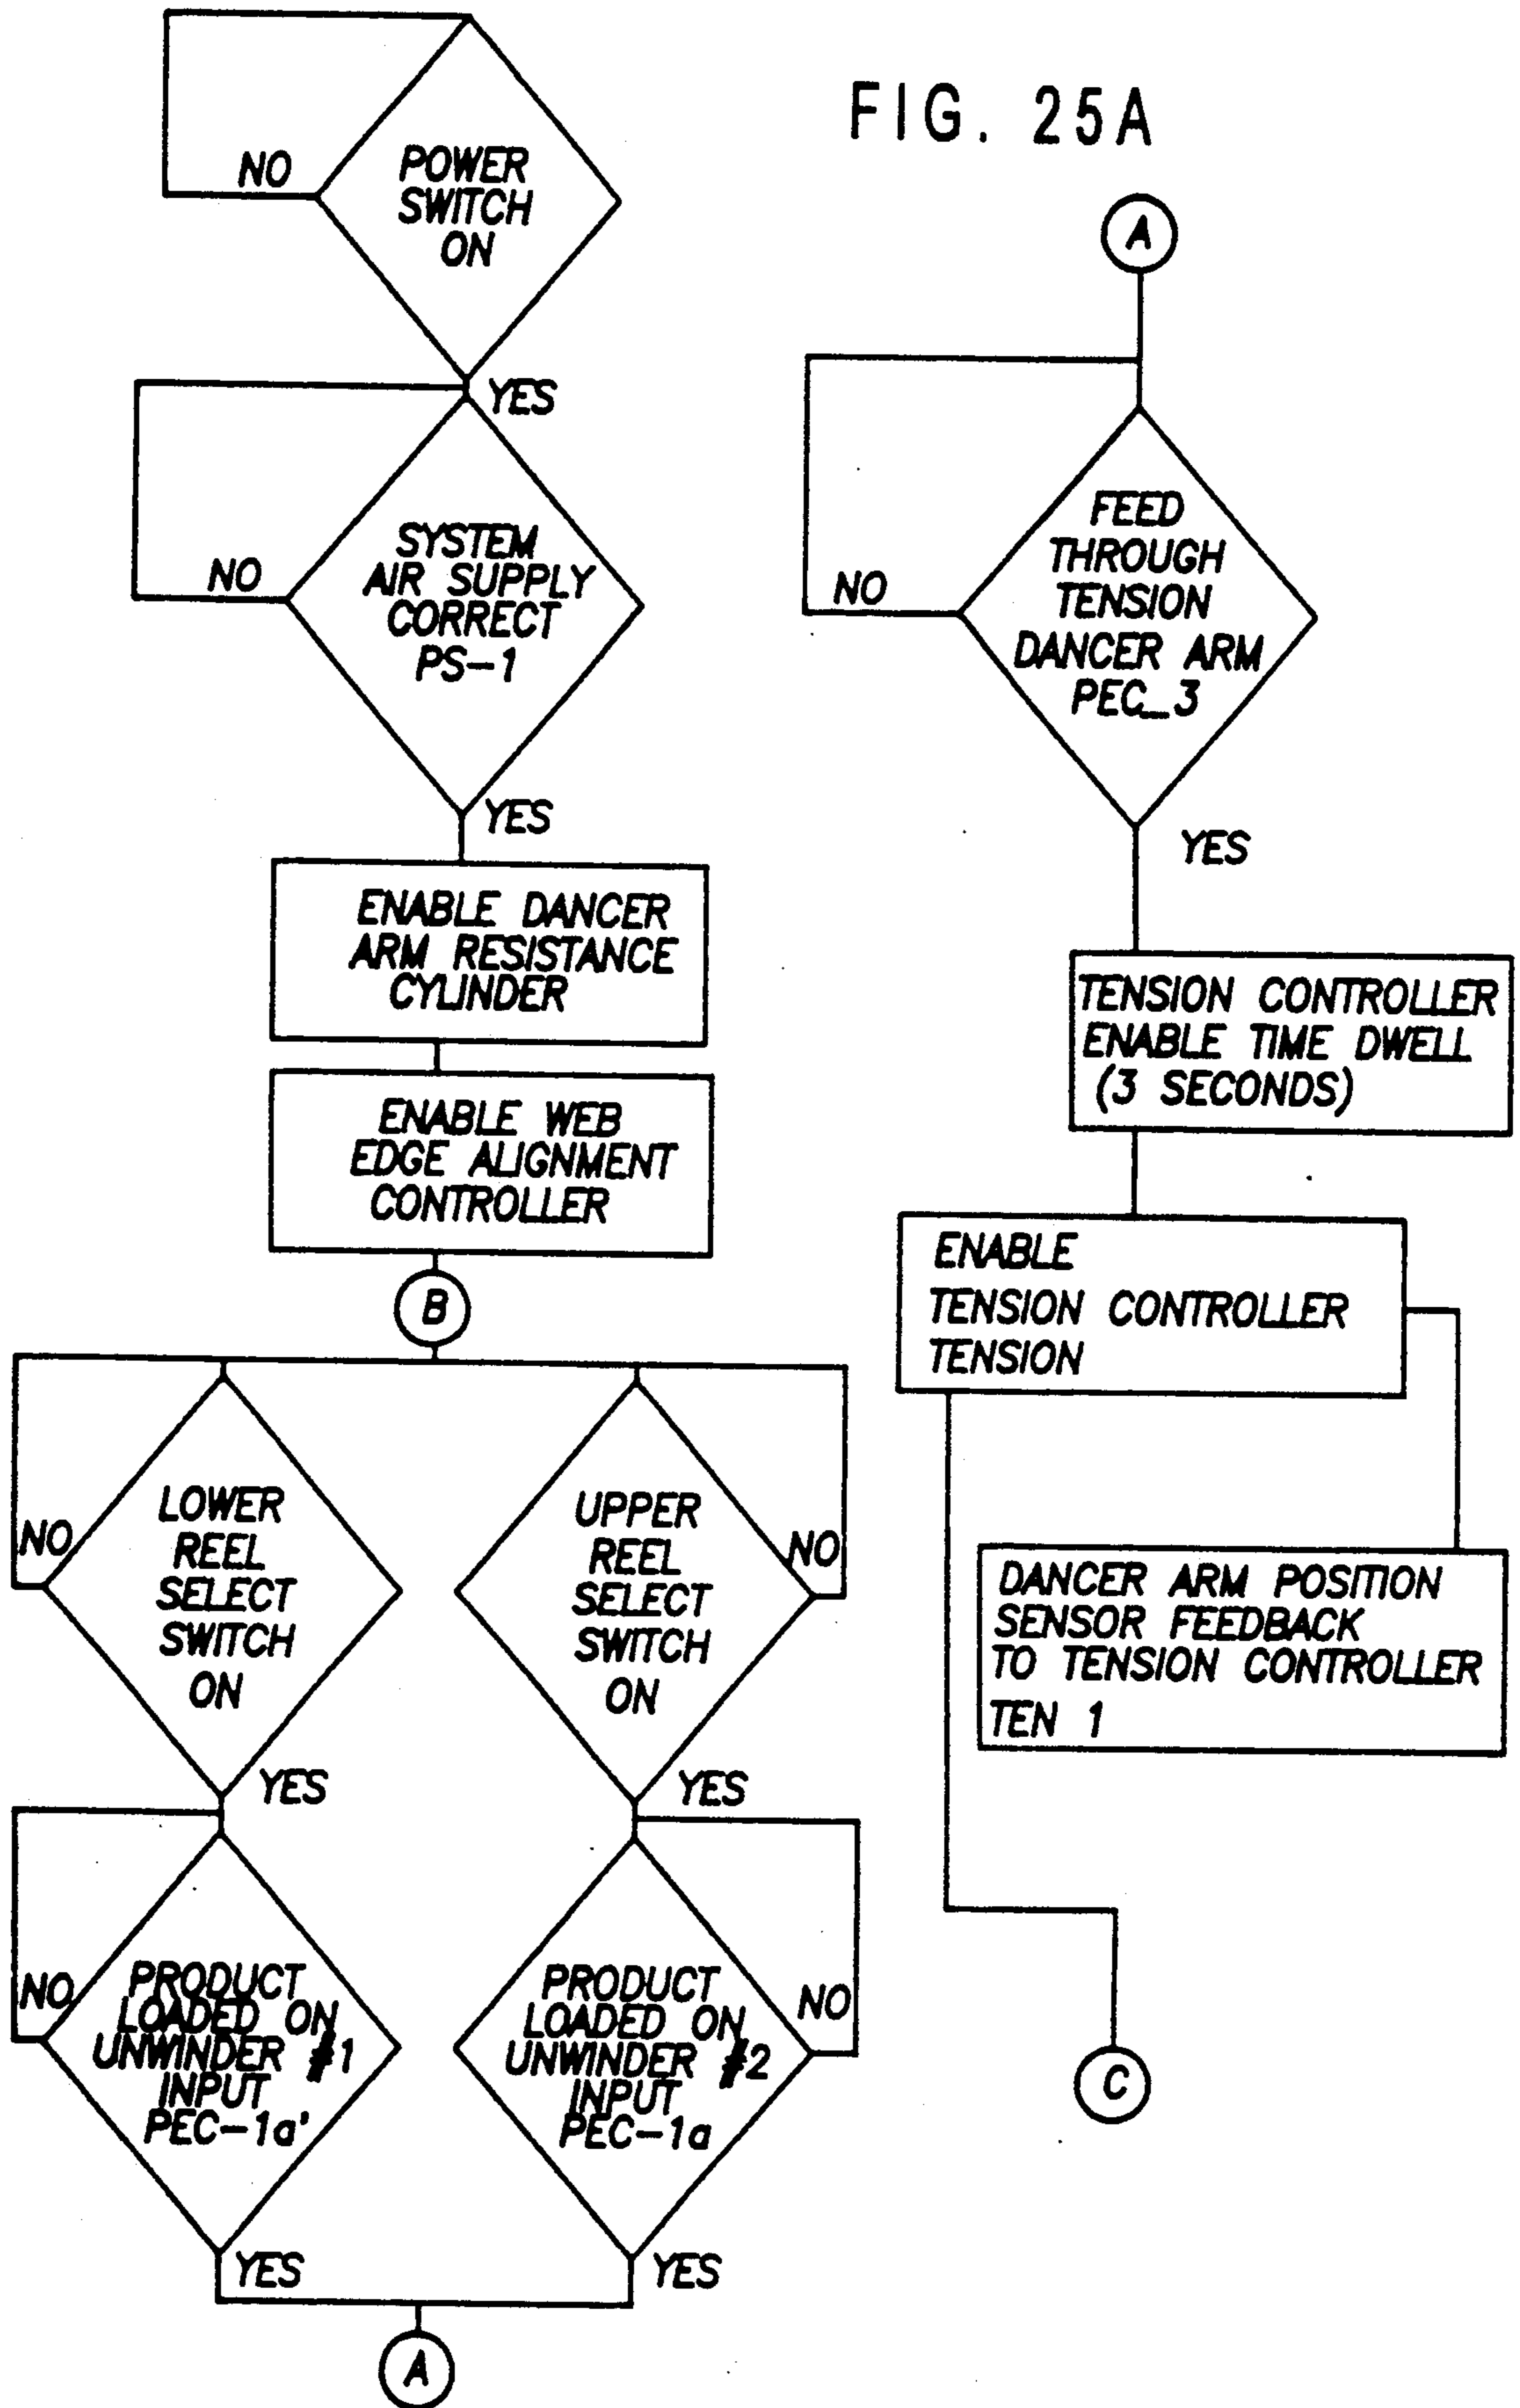 FIG. 25A
POWER
SWITCH
ON
NO
YES
SYSTEM
AIR SUPPLY
CORRECT
PS-1
NO
YES
ENABLE DANCER
ARM RESISTANCE
CYLINDER
ENABLE WEB
EDGE ALIGNMENT
CONTROLLER
B
LOWER
REEL
SELECT
SWITCH
ON
NO
YES
UPPER
REEL
SELECT
SWITCH
ON
NO
YES
PRODUCT
LOADED ON
UNWINDER #1
INPUT
PEC-1a'
NO
YES
PRODUCT
LOADED ON
UNWINDER #2
INPUT
PEC-1a
NO
YES
A
A
FEED
THROUGH
TENSION
DANCER ARM
PEC_3
NO
YES
TENSION CONTROLLER
ENABLE TIME DWELL
(3 SECONDS)
ENABLE
TENSION CONTROLLER
TENSION
DANCER ARM POSITION
SENSOR FEEDBACK
TO TENSION CONTROLLER
TEN 1
C